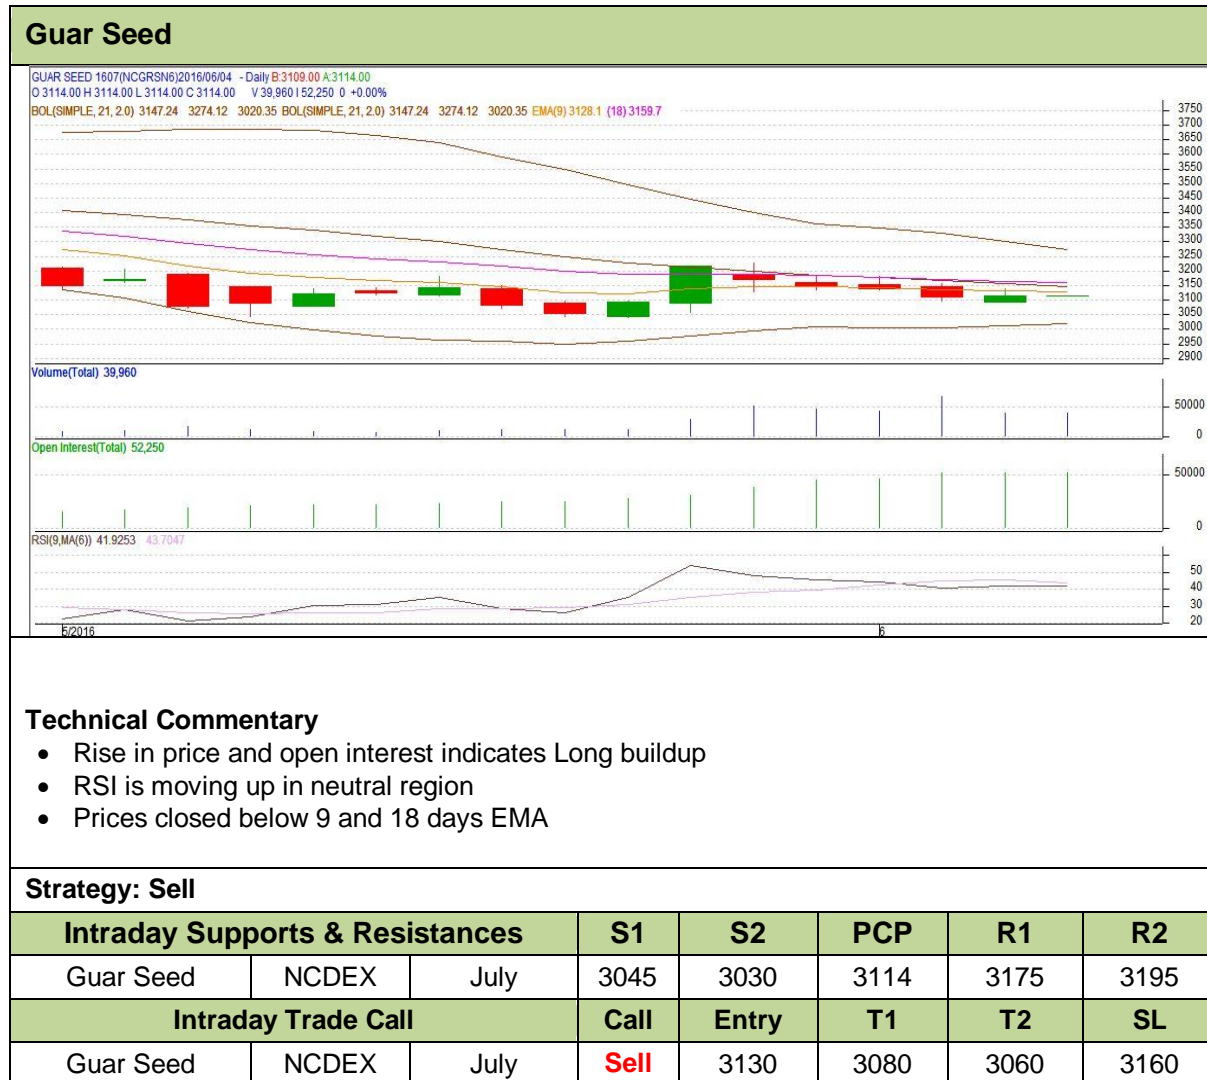 Guar Seed
GUAR SEED 1607(NCGRSN6)2016/06/04 - Daily B:3109.00 A:3114.00
O 3114.00 H 3114.00 L 3114.00 C 3114.00 V 39,960 I 52,250 0 +0.00%
BOL(SIMPLE, 21, 2.0) 3147.24 3274.12 3020.35 BOL(SIMPLE, 21, 2.0) 3147.24 3274.12 3020.35 EMA(9) 3128.1 (18) 3159.7
3750
3700
3650
3600
3550
3500
3450
3400
3350
3300
3250
3200
3150
3100
3050
3000
2950
2900
Volume(Total) 39,960
50000
0
Open Interest(Total) 52,250
50000
0
RSI(9,MA(6)) 41.9253 43.7047
50
40
30
20
5/2016 6
Technical Commentary
• Rise in price and open interest indicates Long buildup
• RSI is moving up in neutral region
• Prices closed below 9 and 18 days EMA
Strategy: Sell
Intraday Supports & Resistances S1 S2 PCP R1 R2
Guar Seed NCDEX July 3045 3030 3114 3175 3195
Intraday Trade Call Call Entry T1 T2 SL
Guar Seed NCDEX July Sell 3130 3080 3060 3160